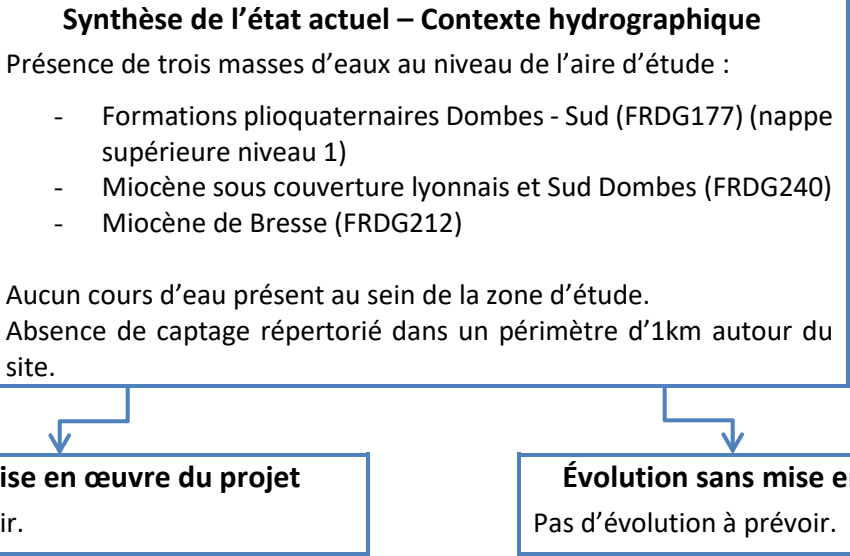 Synthèse de l’état actuel – Contexte hydrographique
Présence de trois masses d’eaux au niveau de l’aire d’étude :
- Formations plioquaternaires Dombes - Sud (FRDG177) (nappe
supérieure niveau 1)
- Miocène sous couverture lyonnais et Sud Dombes (FRDG240)
- Miocène de Bresse (FRDG212)
Aucun cours d’eau présent au sein de la zone d’étude.
Absence de captage répertorié dans un périmètre d’1km autour du
site.
en œuvre du projet
Évolution sans mise
Pas d’évolution à prévoir.